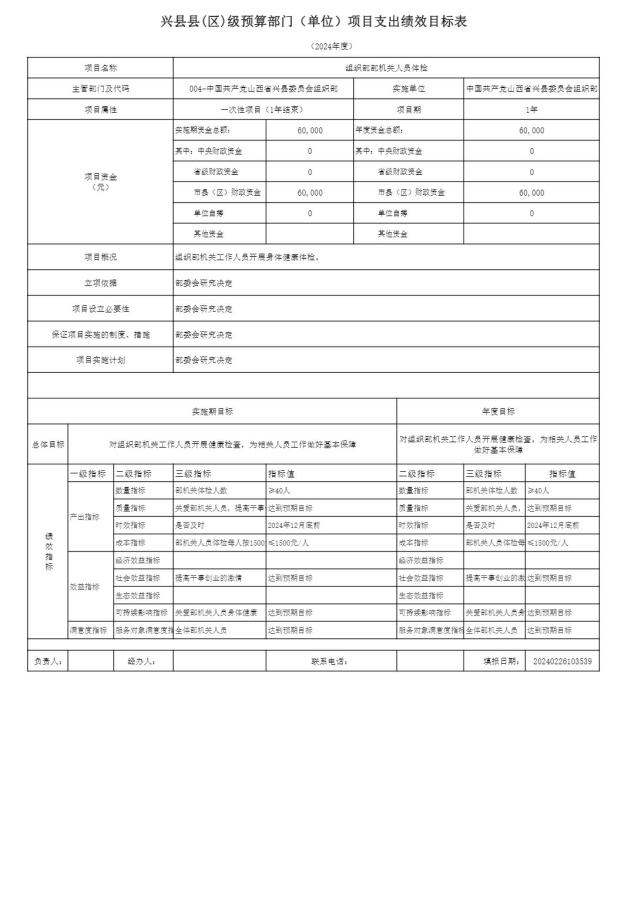 兴县县(区)级预算部门（单位）项目支出绩效目标表
（2024年度）
项目名称 组织部部机关人员体检
主管部门及代码 004-中国共产党山西省兴县委员会组织部 实施单位 中国共产党山西省兴县委员会组织部
项目属性 一次性项目（1年结束） 项目期 1年
项目资金
（元）
实施期资金总额： 60,000 年度资金总额： 60,000
其中：中央财政资金 0 其中：中央财政资金 0
省级财政资金 0 省级财政资金 0
市县（区）财政资金 60,000 市县（区）财政资金 60,000
单位自筹 0 单位自筹 0
其他资金 其他资金
项目概况 组织部机关工作人员开展身体健康体检。
立项依据 部委会研究决定
项目设立必要性 部委会研究决定
保证项目实施的制度、措施 部委会研究决定
项目实施计划 部委会研究决定
实施期目标 年度目标
总体目标 对组织部机关工作人员开展健康检查，为相关人员工作做好基本保障 对组织部机关工作人员开展健康检查，为相关人员工作做好基本保障
绩效指标
一级指标 二级指标 三级指标 指标值 二级指标 三级指标 指标值
产出指标
数量指标 部机关体检人数 ≥40人 数量指标 部机关体检人数 ≥40人
质量指标 关爱部机关人员，提高干事 达到预期目标 质量指标 关爱部机关人员， 达到预期目标
时效指标 是否及时 2024年12月底前 时效指标 是否及时 2024年12月底前
成本指标 部机关人员体检每人按1500 ≤1500元/人 成本指标 部机关人员体检每 ≤1500元/人
效益指标
经济效益指标 经济效益指标
社会效益指标 提高干事创业的激情 达到预期目标 社会效益指标 提高干事创业的激 达到预期目标
生态效益指标 生态效益指标
可持续影响指标 关爱部机关人员身体健康 达到预期目标 可持续影响指标 关爱部机关人员身 达到预期目标
满意度指标 服务对象满意度指 全体部机关人员 达到预期目标 服务对象满意度指标 全体部机关人员 达到预期目标
负责人： 经办人： 联系电话： 填报日期： 20240226103539